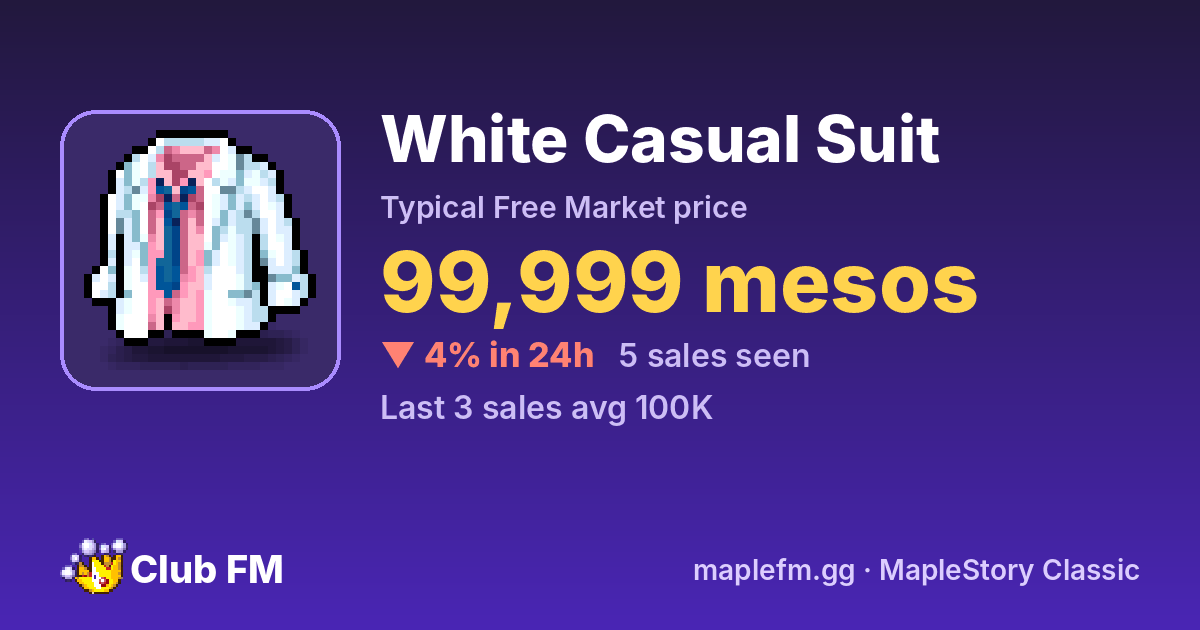 White Casual Suit
Typical Free Market price
99,999 mesos
▼ 4% in 24h 5 sales seen
Last 3 sales avg 100K
Club FM
maplefm.gg · MapleStory Classic